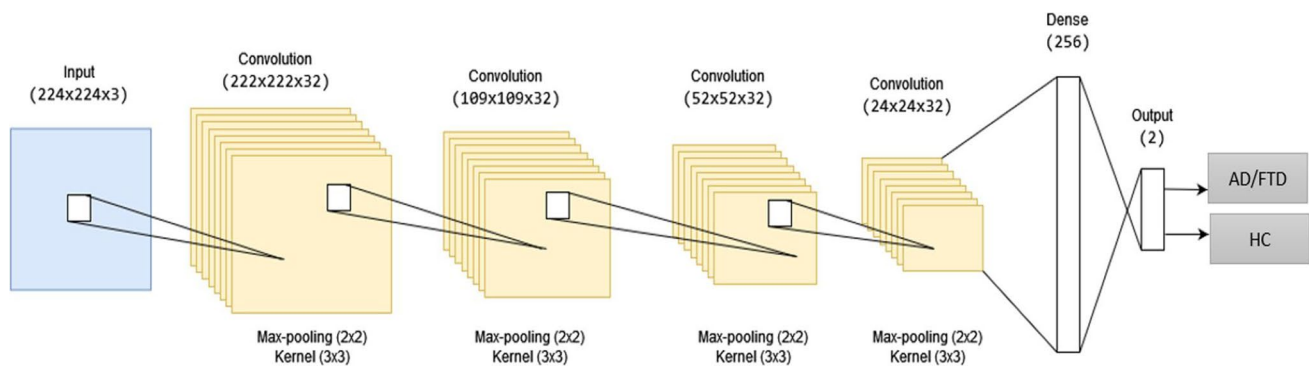 Input
(224x224x3)
Convolution
(222x222x32)
Convolution
(109x109x32)
Convolution
(52x52x32)
Convolution
(24x24x32)
Dense
(256)
Output
(2)
AD/FTD
HC
Max-pooling (2x2)
Kernel (3x3)
Max-pooling (2x2)
Kernel (3x3)
Max-pooling (2x2)
Kernel (3x3)
Max-pooling (2x2)
Kernel (3x3)